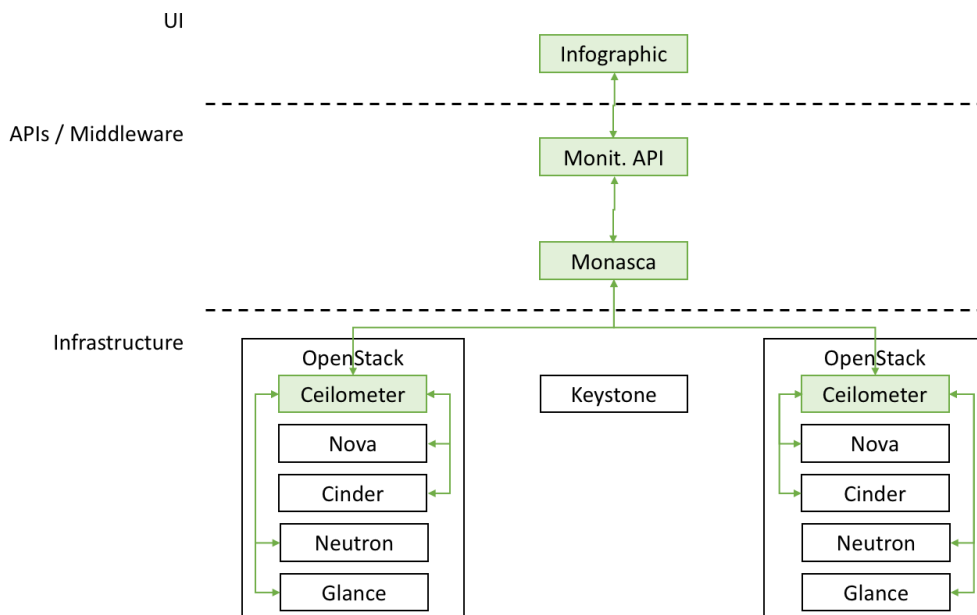 UI
Infographic
APIs / Middleware
Monit. API
Monasca
Infrastructure
OpenStack
Ceilometer
Nova
Cinder
Neutron
Glance
Keystone
OpenStack
Ceilometer
Nova
Cinder
Neutron
Glance